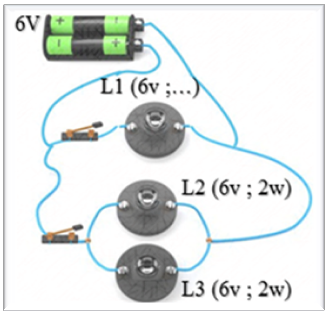 6V
L1 (6v ;...)
L2 (6v ; 2w)
L3 (6v ; 2w)